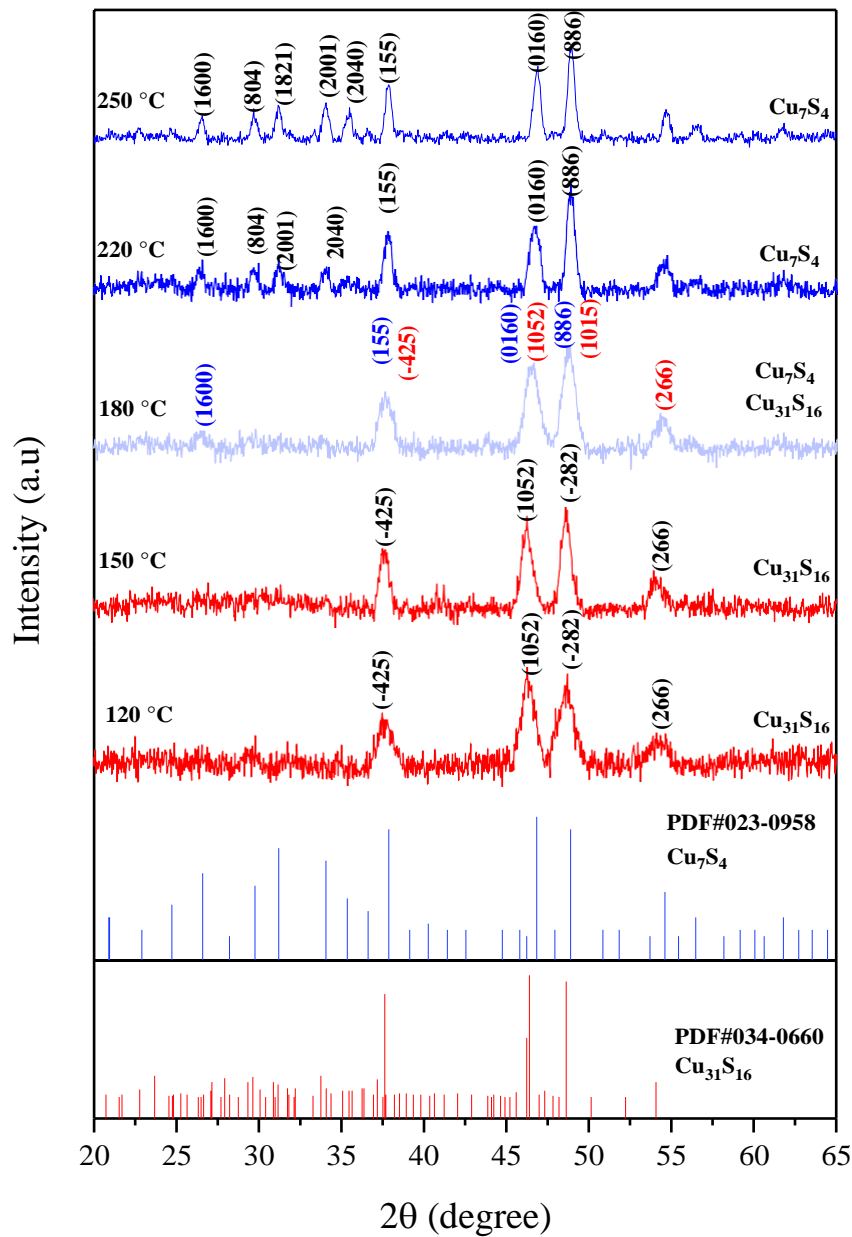 (1600)
(804)
(1821)
(2001)
(2040)
(155)
(0160)
(886)
250 °C
Cu₇S₄
(1600)
(804)
(2001)
2040)
(155)
(0160)
(886)
220 °C
Cu₇S₄
(1600)
(155)
(-425)
(0160)
(1052)
(886)
(1015)
(266)
180 °C
Cu₇S₄
Cu₃₁S₁₆
(-425)
(1052)
(-282)
(266)
150 °C
Cu₃₁S₁₆
(-425)
(1052)
(-282)
(266)
120 °C
Cu₃₁S₁₆
PDF#023-0958
Cu₇S₄
PDF#034-0660
Cu₃₁S₁₆
Intensity (a.u)
20 25 30 35 40 45 50 55 60 65
2θ (degree)